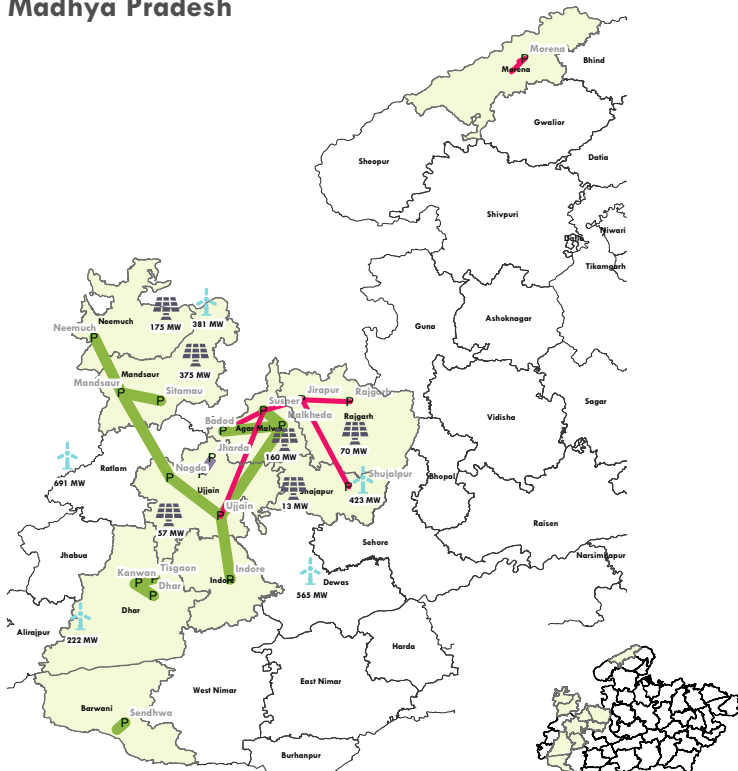 Madhya Pradesh
P Morena
Morena
Bhind
Gwalior
Sheopur
Datia
Shivpuri
Niwari
Datia
Tikamgarh
Neemuch
175 MW
381 MW
Neemuch
P
Guna
Ashoknagar
375 MW
Mandsaur
Mandsaur
P
Sitamau
P
Jirapur
Rajgarh
P
Susner
P
Malkheda
P
Rajgarh
Badod
P
Agar Malwa
Sagar
Vidisha
Jharda
P
160 MW
70 MW
691 MW
Ratlam
Nagda
P
Ujjain
Shajapur
13 MW
Shujalpur
P
423 MW
Bhopal
57 MW
Ujjain
P
Raisen
Sehore
Jhabua
Narsimhapur
Kanwan
Tisgaon
P
P
Dhar
P
Indore
Indore
P
565 MW
Dewas
Dhar
222 MW
Alirajpur
Harda
East Nimar
West Nimar
Barwani
Sendhwa
P
Burhanpur